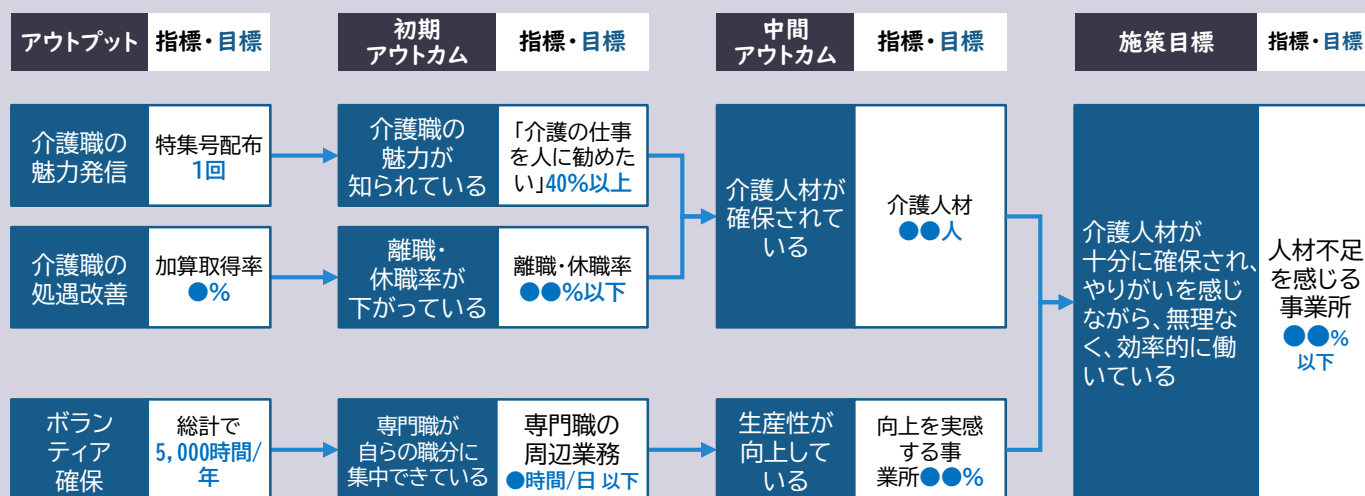 アウトプット 指標・目標
初期
アウトカム
指標・目標
中間
アウトカム
指標・目標
施策目標
指標・目標
介護職の
魅力発信
特集号配布
1回
介護職の
魅力が
知られている
「介護の仕事
を人に勧めた
い」40%以上
介護職の
処遇改善
加算取得率
●%
離職・
休職率が
下がっている
離職・休職率
●●%以下
介護人材が
確保されて
いる
介護人材
●●人
ボラン
ティア
確保
総計で
5,000時間/
年
専門職が
自らの職分に
集中できている
専門職の
周辺業務
●時間/日 以下
生産性が
向上して
いる
向上を実感
する事
業所●●%
介護人材が
十分に確保され、
やりがいを感じ
ながら、無理な
く、効率的に働
いている
人材不足
を感じる
事業所
●●%
以下